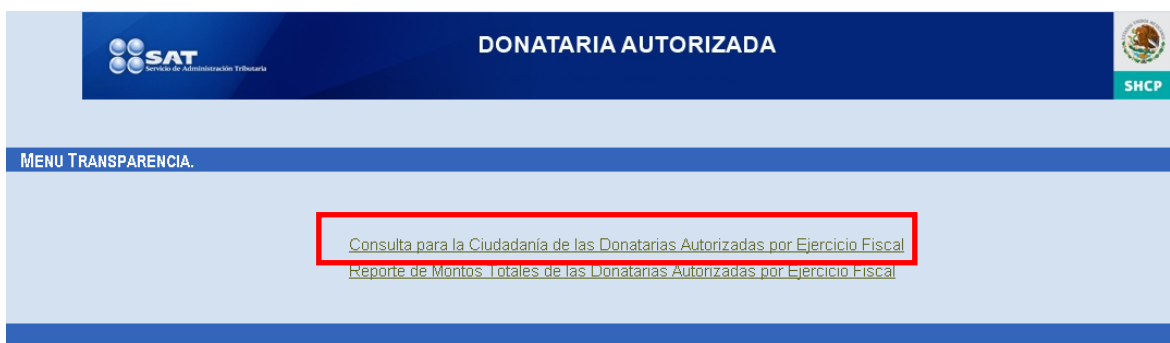 SAT
Servicio de Administración Tributaria
DONATARIA AUTORIZADA
SHCP
MENU TRANSPARENCIA.
Consulta para la Ciudadanía de las Donatarias Autorizadas por Ejercicio Fiscal
Reporte de Montos Totales de las Donatarias Autorizadas por Ejercicio Fiscal